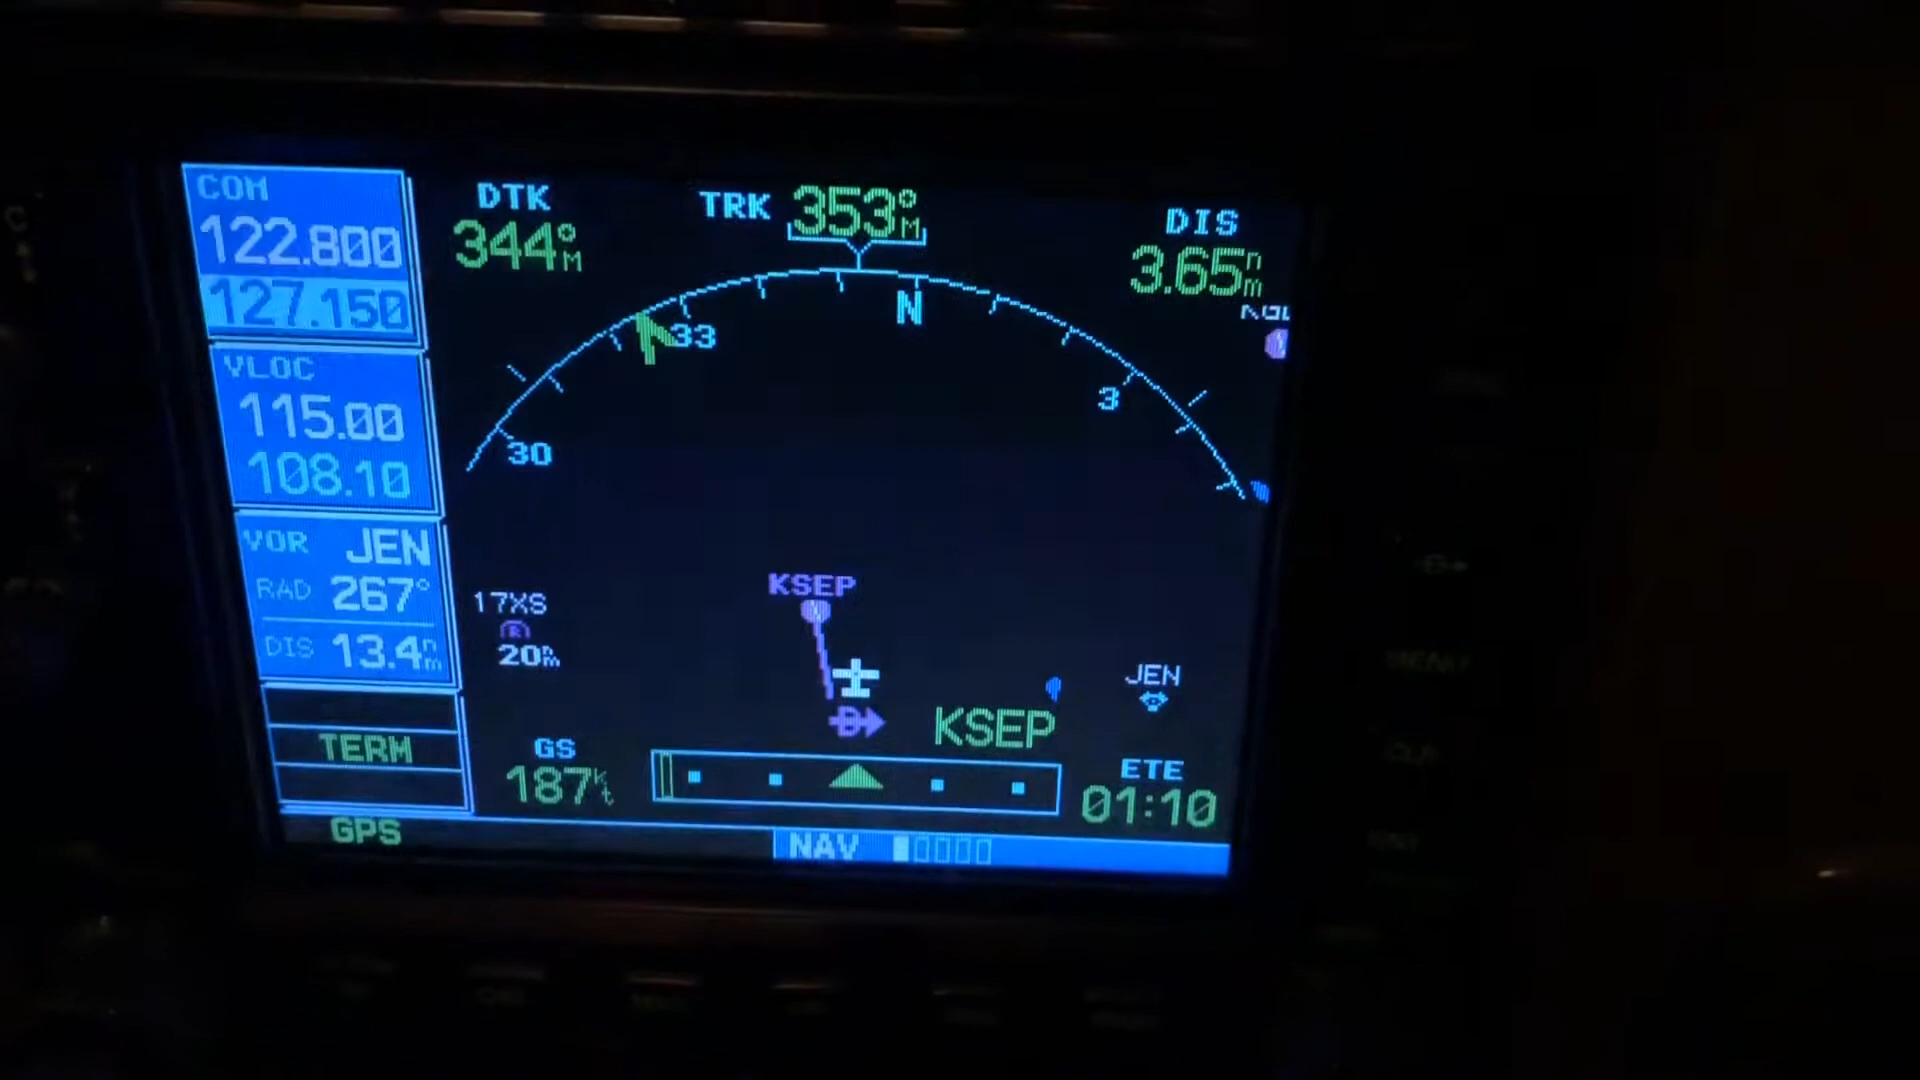 COM
122.800
127.150
VLOC
115.00
108.10
VOR JEN
RAD 267°
DIS 13.4nm
TERM
GPS
DTK
344°M
TRK 353°M
DIS
3.65nm
30
33
N
3
17XS
R
20nm
KSEP
JEN
KSEP
GS
187kt
ETE
01:10
NAV
MENU
CLR